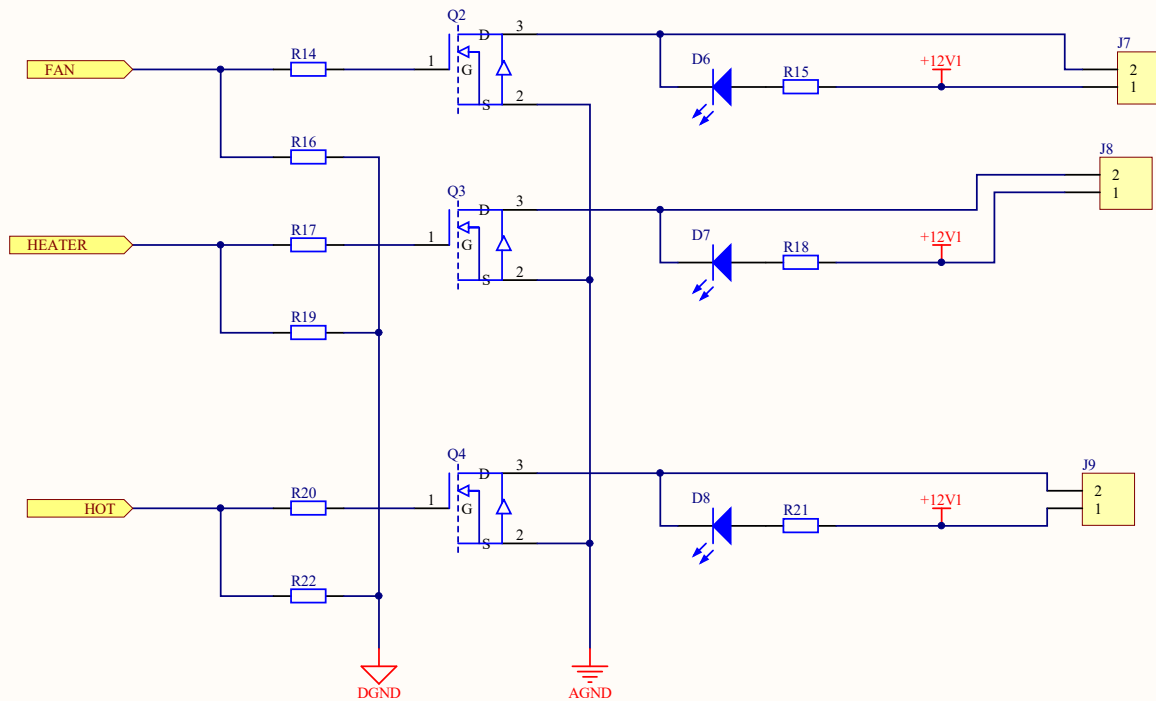 Q2
D 3
R14
J7
FAN
1
G
D6
R15
+12V1
2
1
S 2
R16
J8
Q3
2
D 3
1
R17
HEATER
1
G
D7
R18
+12V1
S 2
R19
Q4
D 3
J9
R20
2
HOT
1
G
D8
R21
+12V1
1
S 2
R22
DGND
AGND